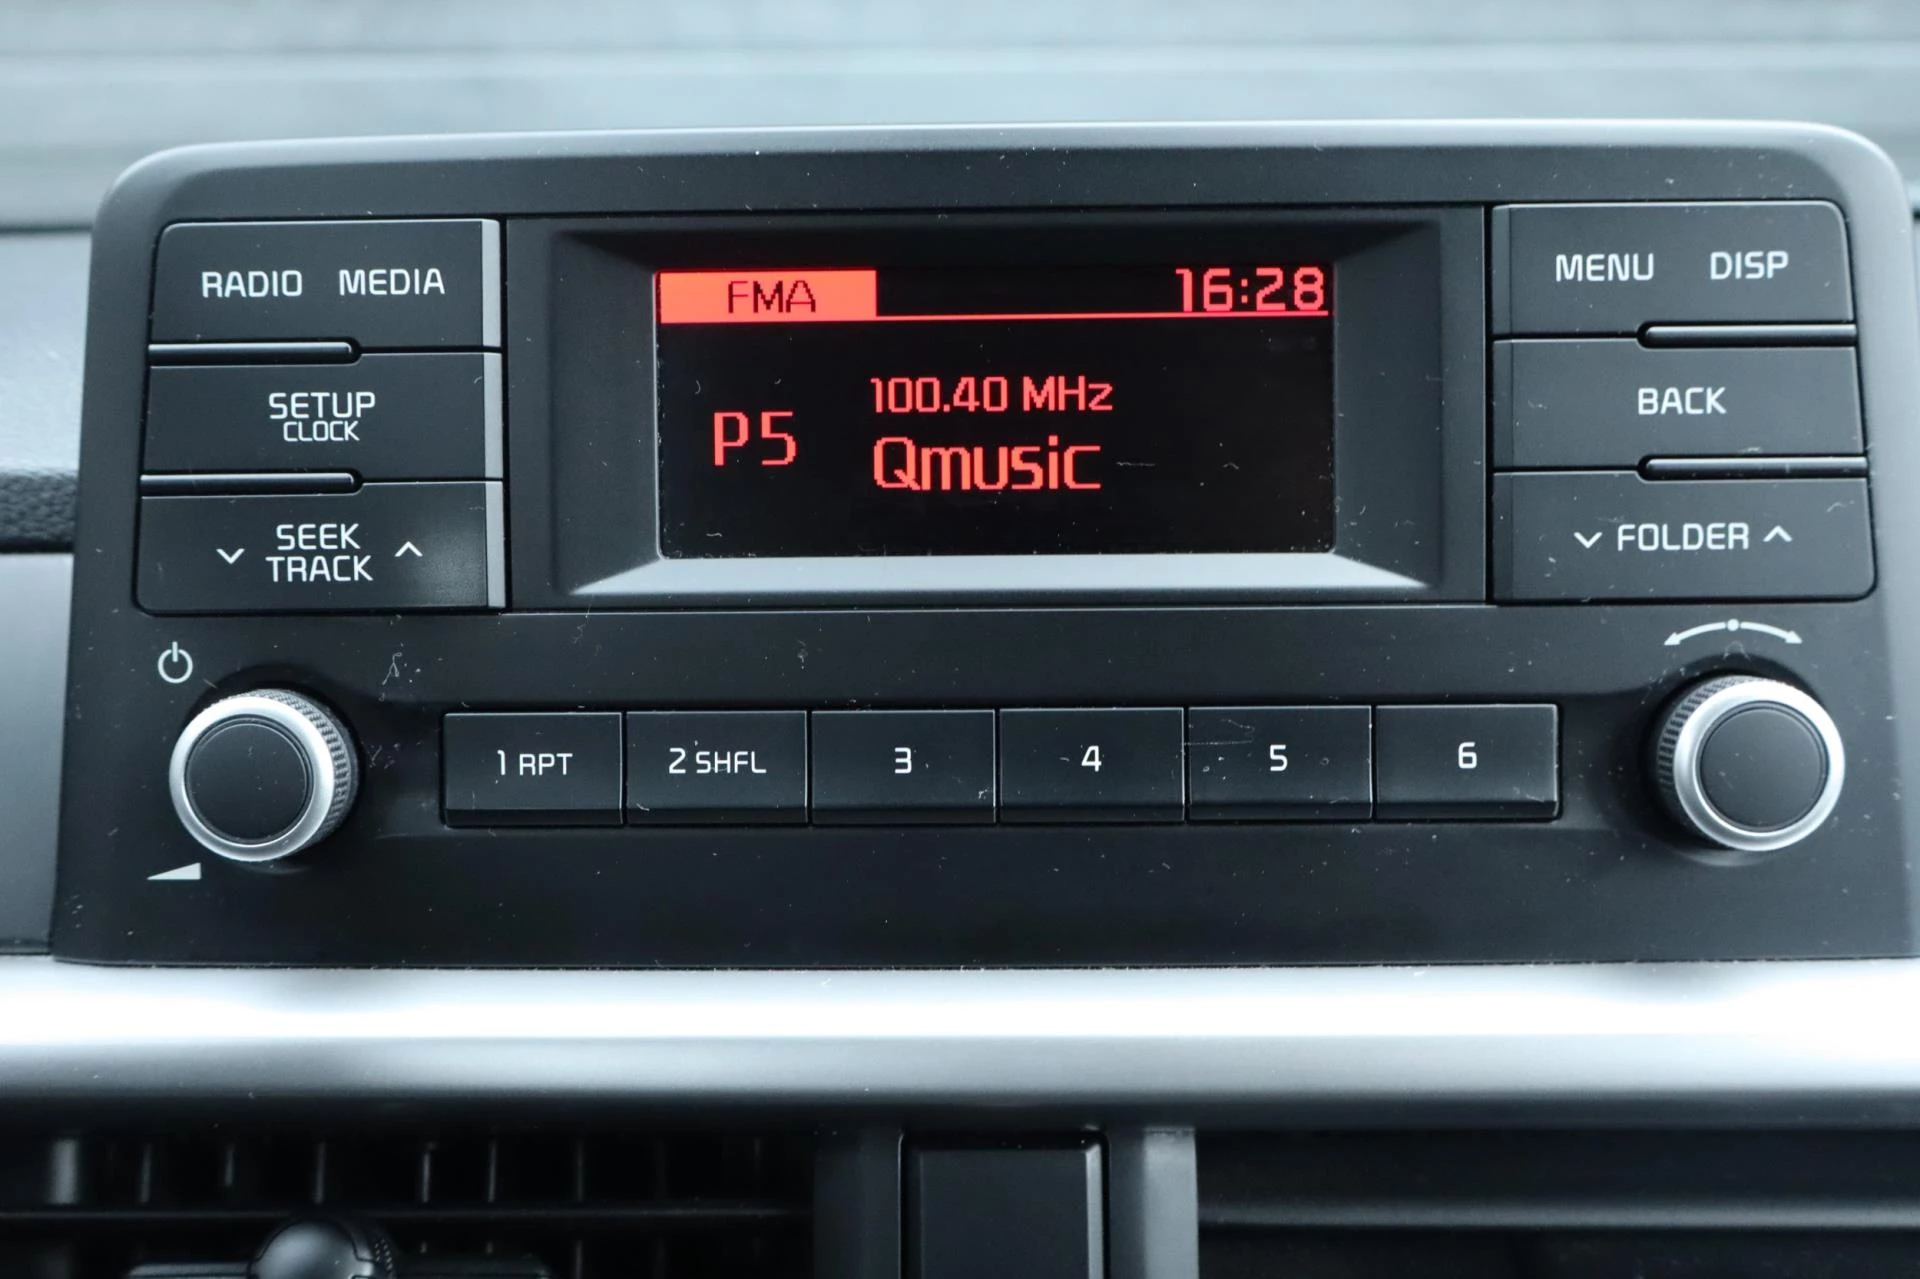 RADIO MEDIA
SETUP
CLOCK
SEEK
TRACK
FMA 16:28
100.40 MHz
P5
Qmusic
MENU DISP
BACK
FOLDER
1 RPT 2 SHFL 3 4 5 6